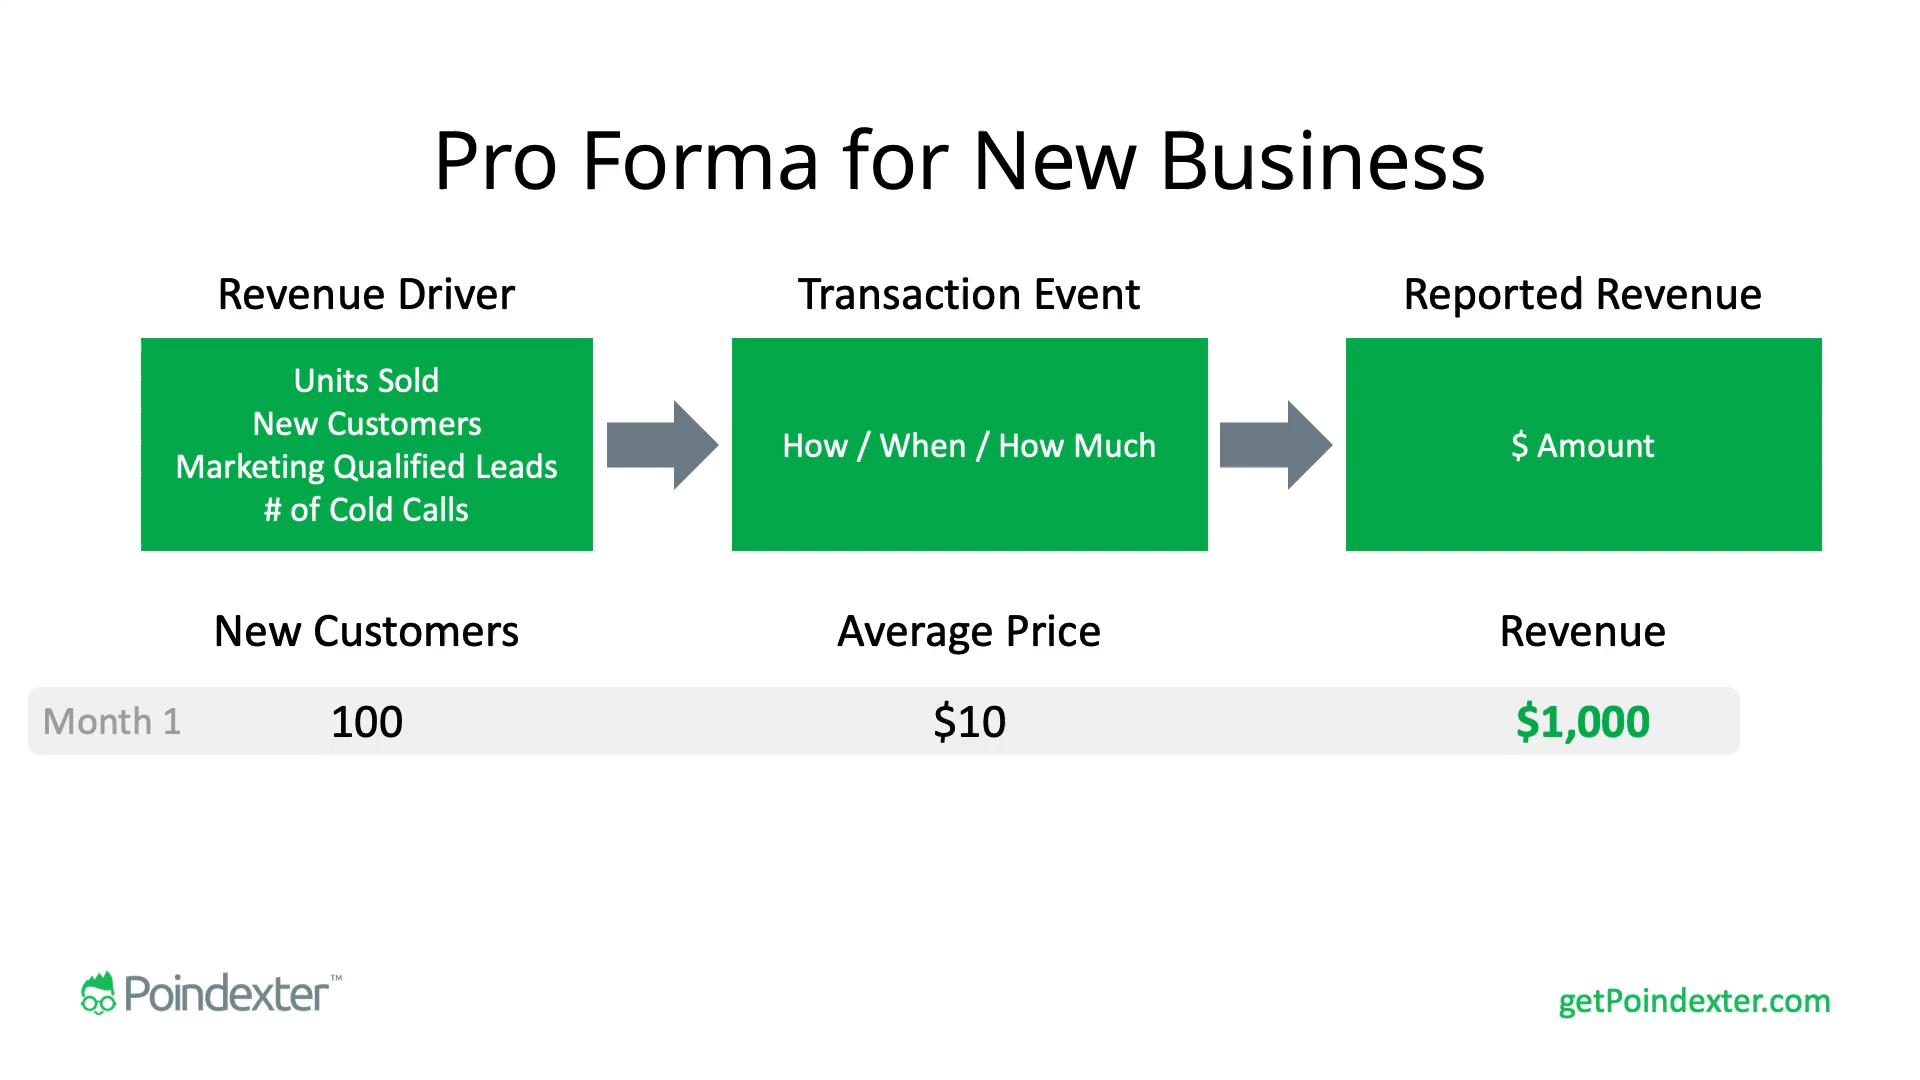 Pro Forma for New Business
Revenue Driver
Transaction Event
Reported Revenue
Units Sold
New Customers
Marketing Qualified Leads
# of Cold Calls
How / When / How Much
$ Amount
New Customers
Average Price
Revenue
Month 1
100
$10
$1,000
Poindexter™
getPoindexter.com